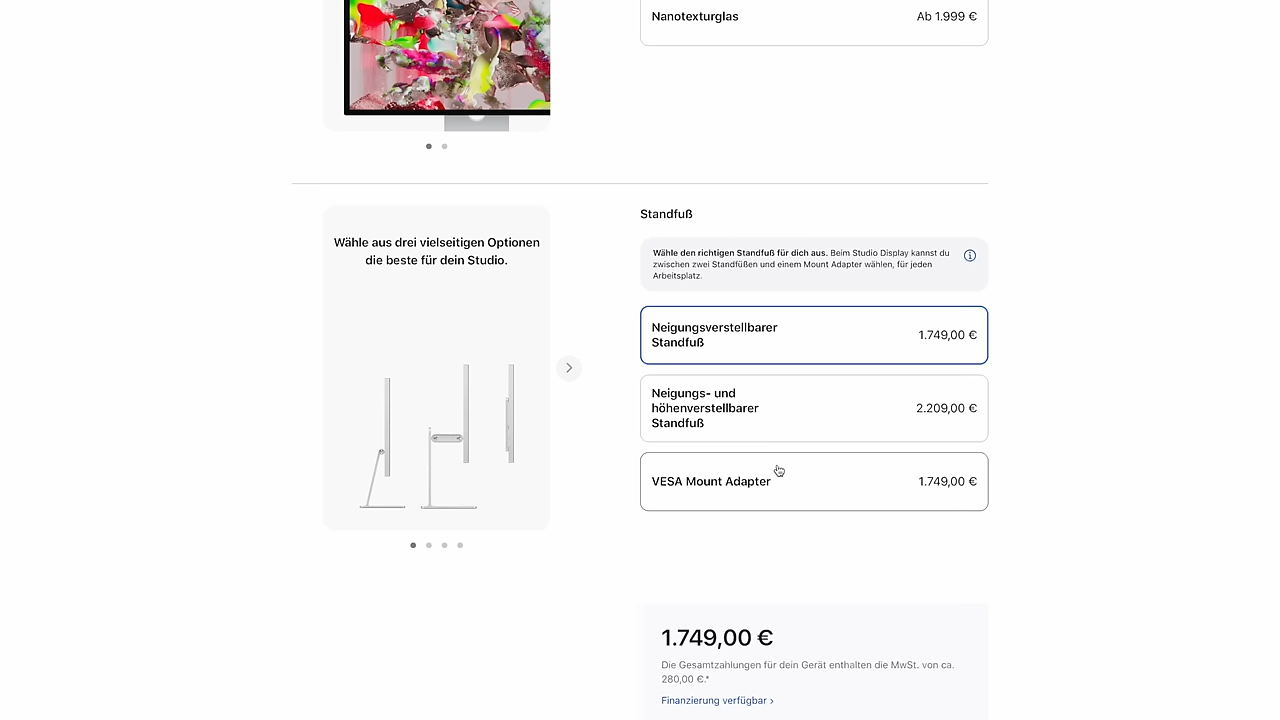 Nanotexturglas
Ab 1.999 €
Wähle aus drei vielseitigen Optionen
die beste für dein Studio.
Standfuß
Wähle den richtigen Standfuß für dich aus. Beim Studio Display kannst du
zwischen zwei Standfüßen und einem Mount Adapter wählen, für jeden
Arbeitsplatz.
Neigungsverstellbarer
Standfuß
1.749,00 €
Neigungs- und
höhenverstellbarer
Standfuß
2.209,00 €
VESA Mount Adapter
1.749,00 €
1.749,00 €
Die Gesamtzahlungen für dein Gerät enthalten die MwSt. von ca.
280,00 €.*
Finanzierung verfügbar ›